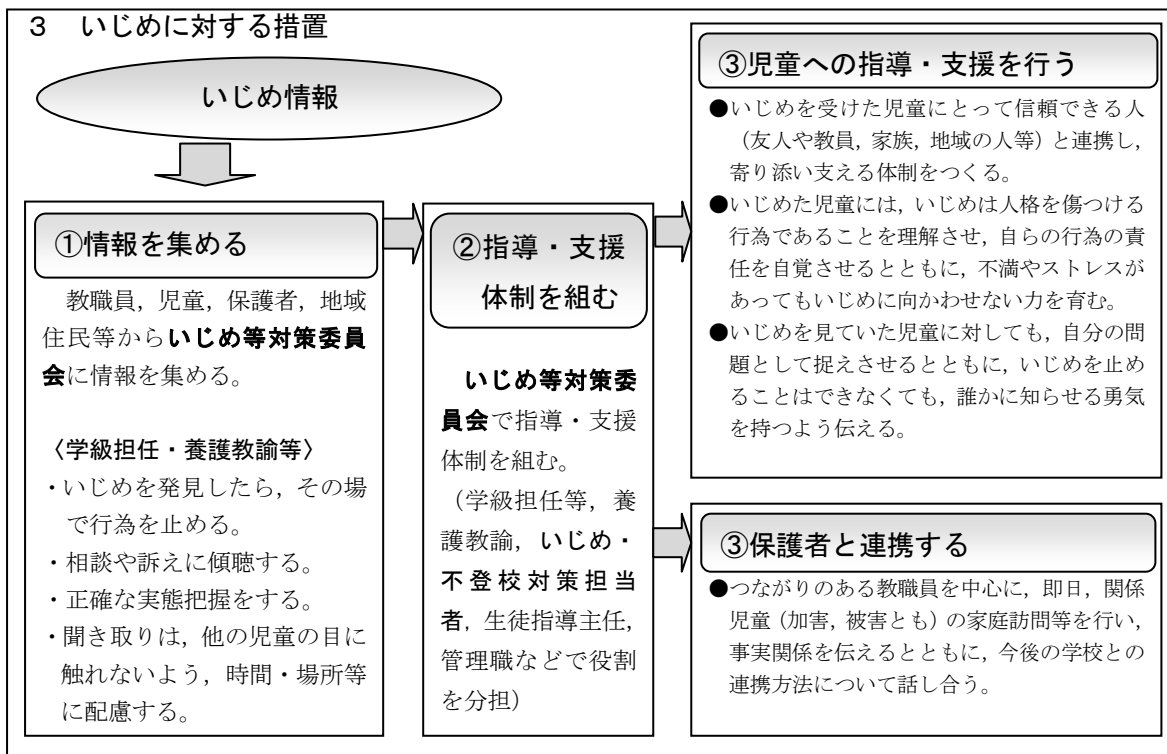 ３　いじめに対する措置
いじめ情報
①情報を集める
教職員，児童，保護者，地域
住民等からいじめ等対策委員
会に情報を集める。
〈学級担任・養護教諭等〉
・いじめを発見したら，その場
で行為を止める。
・相談や訴えに傾聴する。
・正確な実態把握をする。
・聞き取りは，他の児童の目に
触れないよう，時間・場所等
に配慮する。
②指導・支援
体制を組む
いじめ等対策委
員会で指導・支援
体制を組む。
（学級担任等，養
護教諭，いじめ・
不登校対策担当
者，生徒指導主任，
管理職などで役割
を分担）
③児童への指導・支援を行う
●いじめを受けた児童にとって信頼できる人
（友人や教員，家族，地域の人等）と連携し，
寄り添い支える体制をつくる。
●いじめた児童には，いじめは人格を傷つける
行為であることを理解させ，自らの行為の責
任を自覚させるとともに，不満やストレスが
あってもいじめに向かわせない力を育む。
●いじめを見ていた児童に対しても，自分の問
題として捉えさせるとともに，いじめを止め
ることはできなくても，誰かに知らせる勇気
を持つよう伝える。
③保護者と連携する
●つながりのある教職員を中心に，即日，関係
児童（加害，被害とも）の家庭訪問等を行い，
事実関係を伝えるとともに，今後の学校との
連携方法について話し合う。